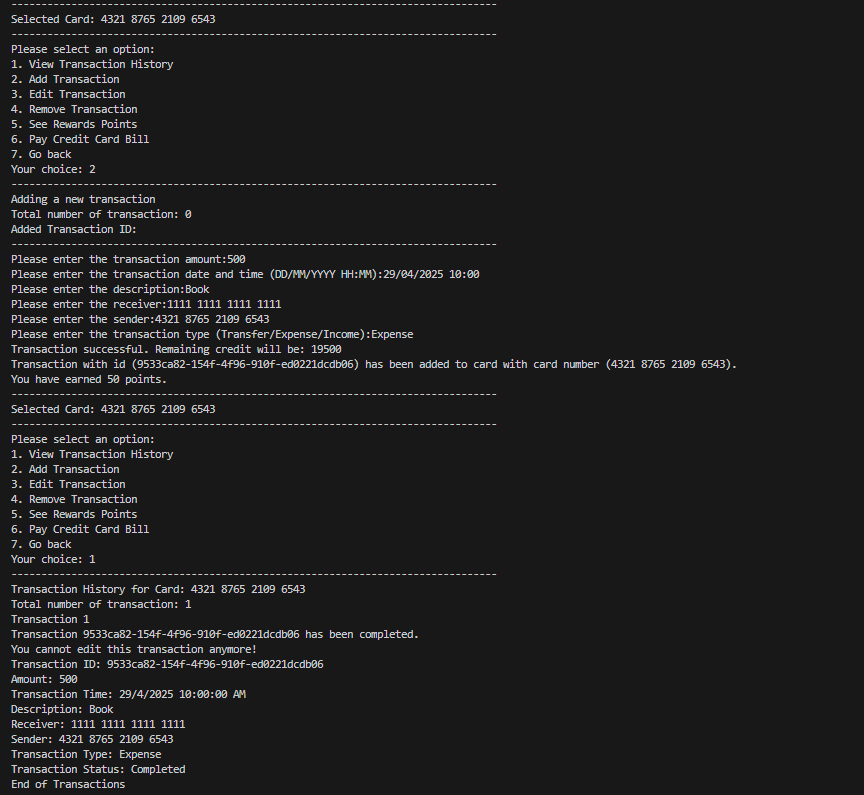 --------------------------------------------------------------------------------
Selected Card: 4321 8765 2109 6543
--------------------------------------------------------------------------------
Please select an option:
1. View Transaction History
2. Add Transaction
3. Edit Transaction
4. Remove Transaction
5. See Rewards Points
6. Pay Credit Card Bill
7. Go back
Your choice: 2
--------------------------------------------------------------------------------
Adding a new transaction
Total number of transaction: 0
Added Transaction ID:
--------------------------------------------------------------------------------
Please enter the transaction amount:500
Please enter the transaction date and time (DD/MM/YYYY HH:MM):29/04/2025 10:00
Please enter the description:Book
Please enter the receiver:1111 1111 1111 1111
Please enter the sender:4321 8765 2109 6543
Please enter the transaction type (Transfer/Expense/Income):Expense
Transaction successful. Remaining credit will be: 19500
Transaction with id (9533ca82-154f-4f96-910f-ed0221dcdb06) has been added to card with card number (4321 8765 2109 6543).
You have earned 50 points.
--------------------------------------------------------------------------------
Selected Card: 4321 8765 2109 6543
--------------------------------------------------------------------------------
Please select an option:
1. View Transaction History
2. Add Transaction
3. Edit Transaction
4. Remove Transaction
5. See Rewards Points
6. Pay Credit Card Bill
7. Go back
Your choice: 1
--------------------------------------------------------------------------------
Transaction History for Card: 4321 8765 2109 6543
Total number of transaction: 1
Transaction 1
Transaction 9533ca82-154f-4f96-910f-ed0221dcdb06 has been completed.
You cannot edit this transaction anymore!
Transaction ID: 9533ca82-154f-4f96-910f-ed0221dcdb06
Amount: 500
Transaction Time: 29/4/2025 10:00:00 AM
Description: Book
Receiver: 1111 1111 1111 1111
Sender: 4321 8765 2109 6543
Transaction Type: Expense
Transaction Status: Completed
End of Transactions